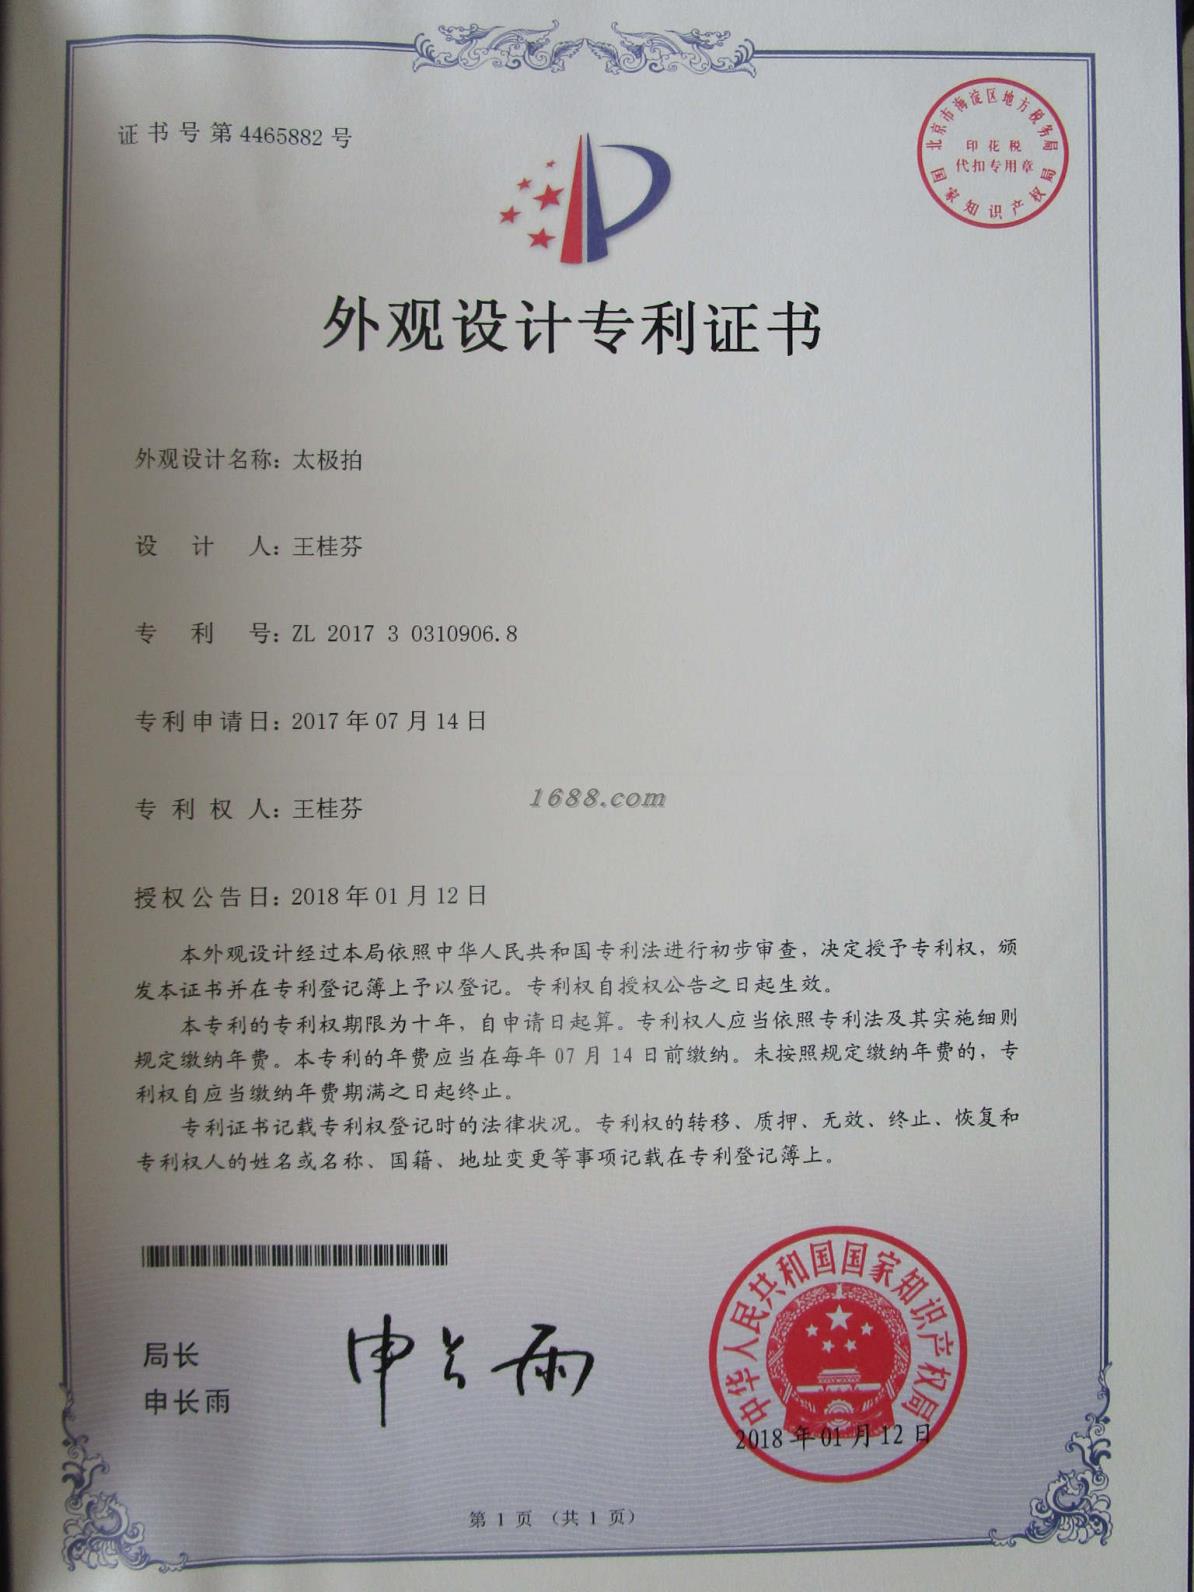 证书号第4465882号
北京市海淀区地方税务局
印花税
代扣专用章
国家知识产权局
外观设计专利证书
外观设计名称：太极拍
设计人：王桂芬
专利号：ZL 2017 3 0310906.8
专利申请日：2017年07月14日
专利权人：王桂芬
1688.com
授权公告日：2018年01月12日
本外观设计经过本局依照中华人民共和国专利法进行初步审查，决定授予专利权，颁
发本证书并在专利登记簿上予以登记。专利权自授权公告之日起生效。
本专利的专利权期限为十年，自申请日起算。专利权人应当依照专利法及其实施细则
规定缴纳年费。本专利的年费应当在每年07月14日前缴纳。未按照规定缴纳年费的，专
利权自应当缴纳年费期满之日起终止。
专利证书记载专利权登记时的法律状况。专利权的转移、质押、无效、终止、恢复和
专利权人的姓名或名称、国籍、地址变更等事项记载在专利登记簿上。
局长
申长雨
申长雨
中华人民共和国国家知识产权局
2018年01月12日
第1页（共1页）